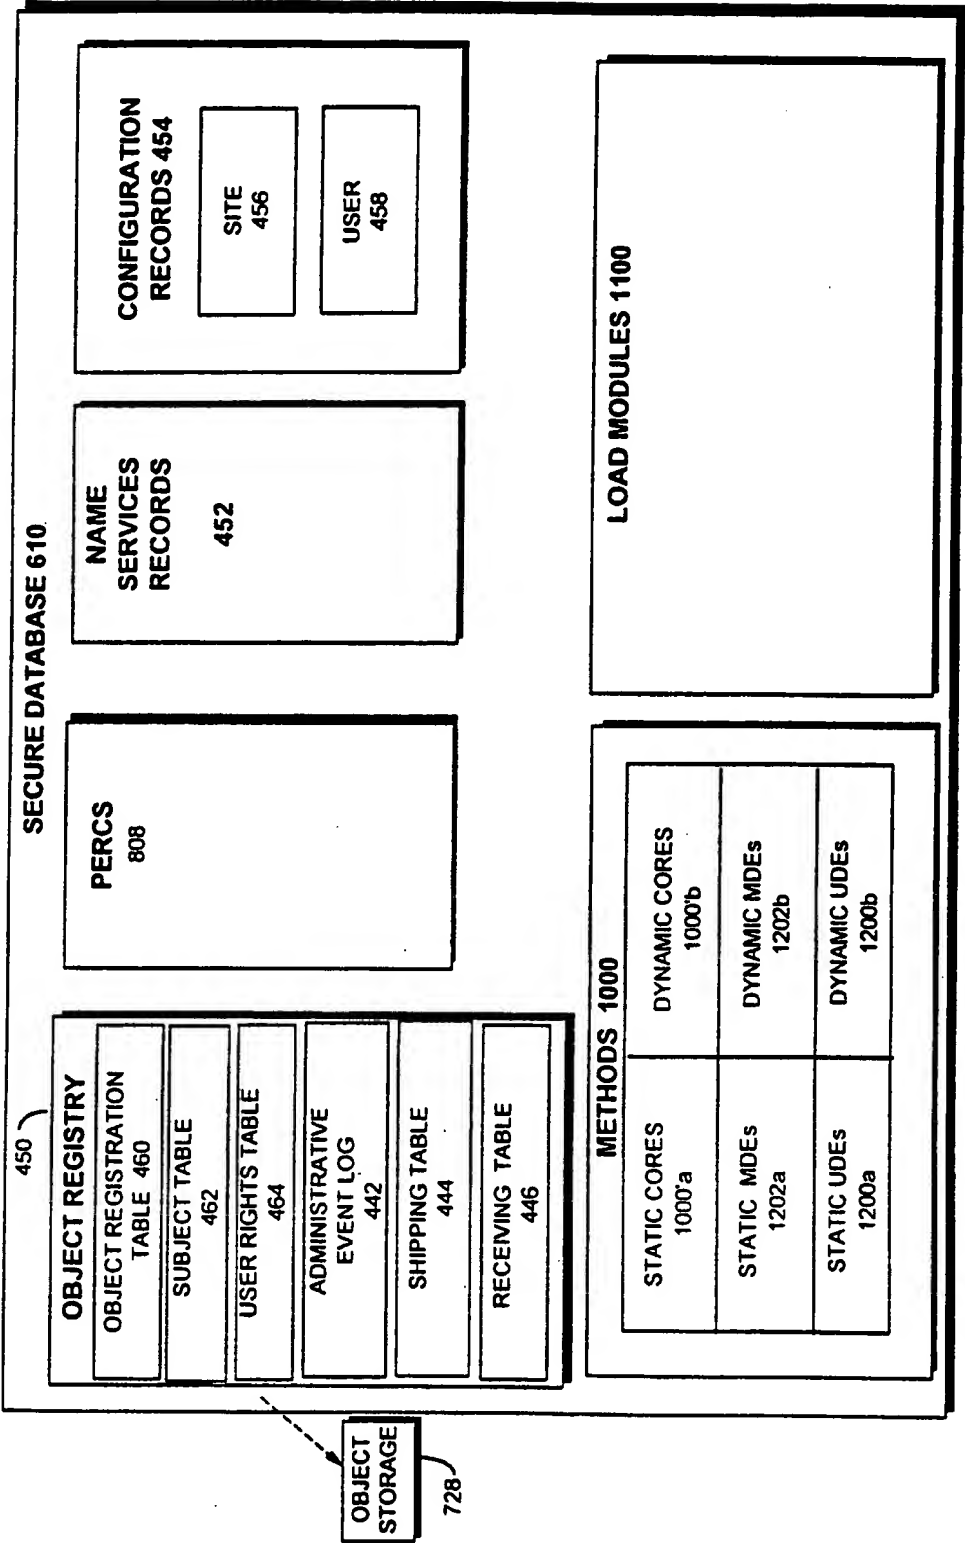 SECURE DATABASE 610
450
OBJECT REGISTRY
OBJECT REGISTRATION
TABLE 460
SUBJECT TABLE
462
USER RIGHTS TABLE
464
ADMINISTRATIVE
EVENT LOG
442
SHIPPING TABLE
444
RECEIVING TABLE
446
PERCS
808
NAME
SERVICES
RECORDS
452
CONFIGURATION
RECORDS 454
SITE
456
USER
458
OBJECT
STORAGE
728
METHODS 1000
STATIC CORES
1000'a
DYNAMIC CORES
1000'b
STATIC MDEs
1202a
DYNAMIC MDEs
1202b
STATIC UDEs
1200a
DYNAMIC UDEs
1200b
LOAD MODULES 1100